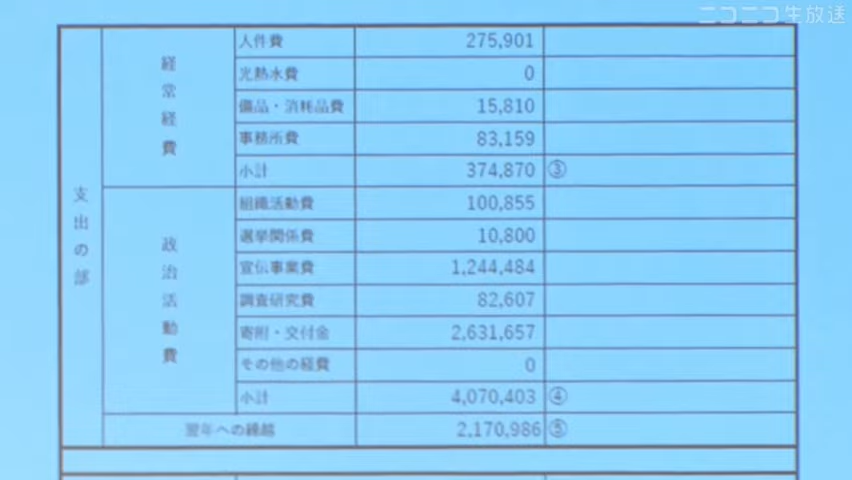 ニコニコ生放送
支出の部
経常経費
人件費 275,901
光熱水費 0
備品・消耗品費 15,810
事務所費 83,159
小計 374,870 ③
政治活動費
組織活動費 100,855
選挙関係費 10,800
宣伝事業費 1,244,484
調査研究費 82,607
寄附・交付金 2,631,657
その他の経費 0
小計 4,070,403 ④
翌年への繰越 2,170,986 ⑤